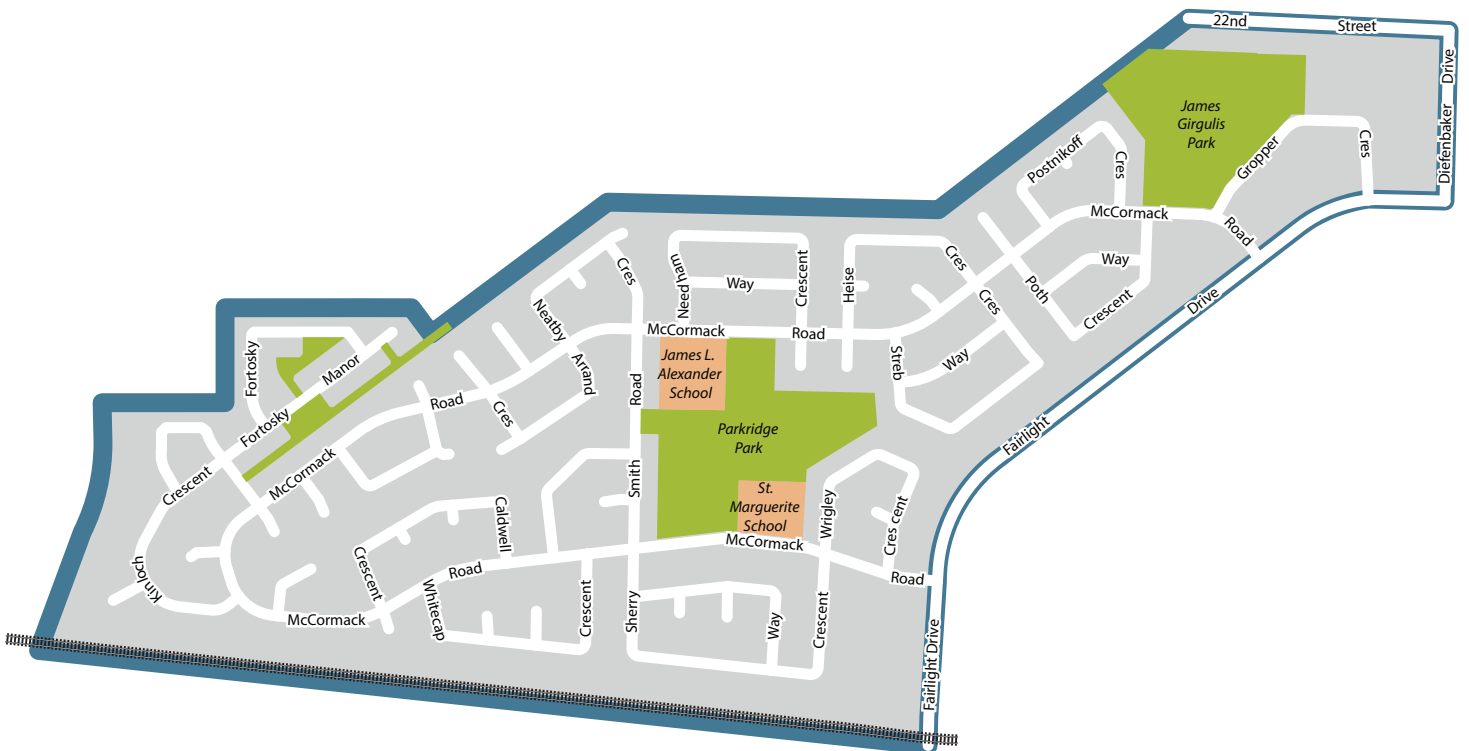 22nd
Street
Drive
Diefenbaker
James
Girgulis
Park
Gropper
Cres
Postnikoff
Cres
McCormack
Road
Way
Poth
Crescent
Drive
Cres
Cres
Heise
Crescent
Needham
Way
Cres
Neatby
McCormack
Road
Streb
Way
Fairlight
James L.
Alexander
School
Road
Arrand
Fortosky
Manor
Road
Cres
Fortosky
Parkridge
Park
McCormack
Crescent
Smith
St.
Marguerite
School
Wrigley
Cres cent
Caldwell
McCormack
Road
Crescent
Road
Kinloch
Whitecap
Crescent
Sherry
Way
Crescent
McCormack
Fairlight Drive